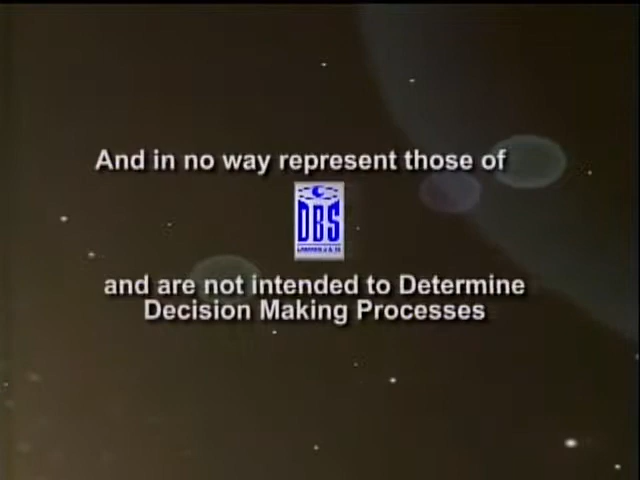 And in no way represent those of
DBS
and are not intended to Determine
Decision Making Processes